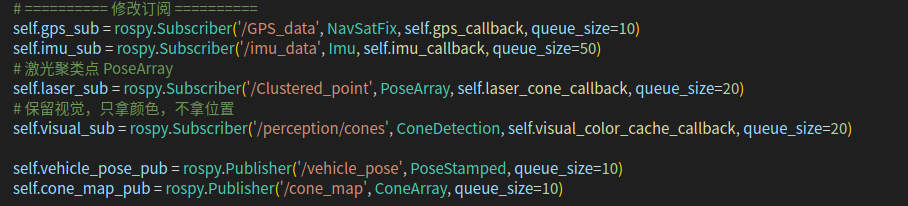 # ========== 修改订阅 ==========
self.gps_sub = rospy.Subscriber('/GPS_data', NavSatFix, self.gps_callback, queue_size=10)
self.imu_sub = rospy.Subscriber('/imu_data', Imu, self.imu_callback, queue_size=50)
# 激光聚类点 PoseArray
self.laser_sub = rospy.Subscriber('/Clustered_point', PoseArray, self.laser_cone_callback, queue_size=20)
# 保留视觉，只拿颜色，不拿位置
self.visual_sub = rospy.Subscriber('/perception/cones', ConeDetection, self.visual_color_cache_callback, queue_size=20)
self.vehicle_pose_pub = rospy.Publisher('/vehicle_pose', PoseStamped, queue_size=10)
self.cone_map_pub = rospy.Publisher('/cone_map', ConeArray, queue_size=10)